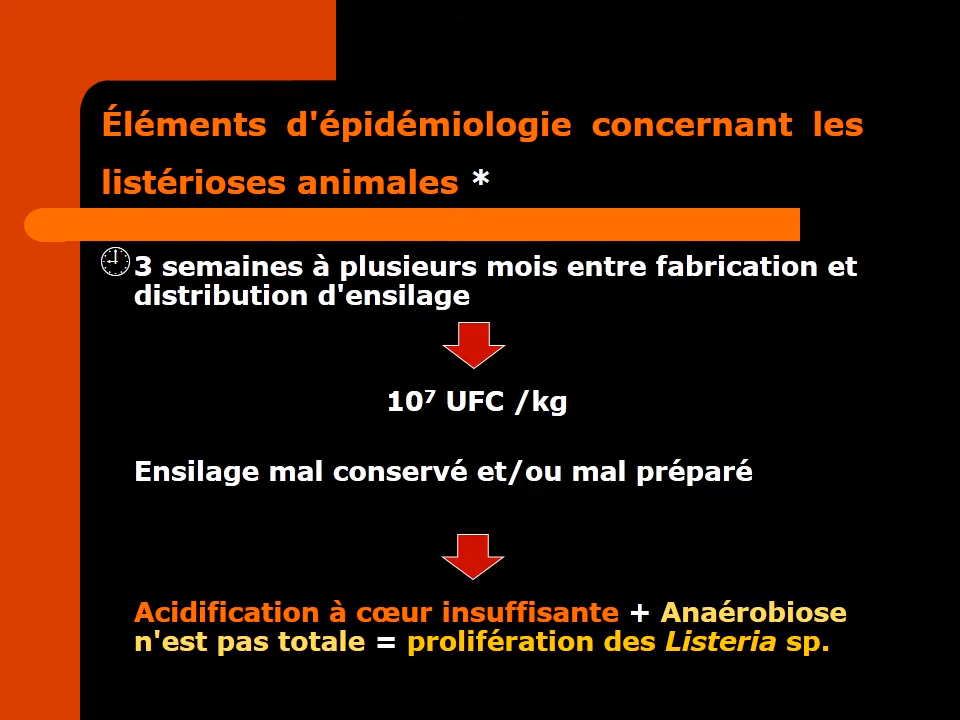 Éléments d'épidémiologie concernant les
listérioses animales *
3 semaines à plusieurs mois entre fabrication et
distribution d'ensilage
10⁷ UFC /kg
Ensilage mal conservé et/ou mal préparé
Acidification à cœur insuffisante + Anaérobiose
n'est pas totale = prolifération des Listeria sp.